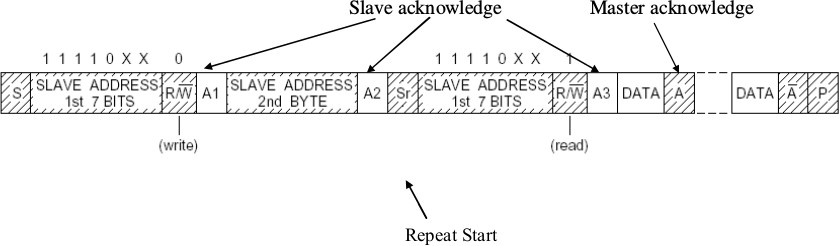 Slave acknowledge Master acknowledge
1 1 1 1 0 X X 0 1 1 1 1 0 X X 1
S SLAVE ADDRESS 1st 7 BITS R/W̅ A1 SLAVE ADDRESS 2nd BYTE A2 Sr SLAVE ADDRESS 1st 7 BITS R/W̅ A3 DATA A DATA A̅ P
(write) (read)
Repeat Start